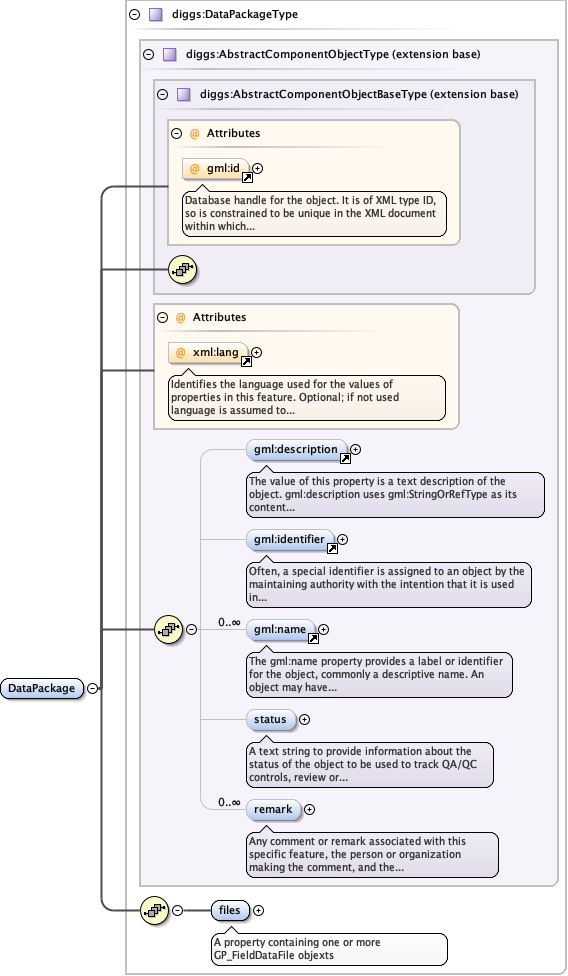 diggs:DataPackageType
diggs:AbstractComponentObjectType (extension base)
diggs:AbstractComponentObjectBaseType (extension base)
@ Attributes
@ gml:id
Database handle for the object. It is of XML type ID,
so is constrained to be unique in the XML document
within which...
@ Attributes
@ xml:lang
Identifies the language used for the values of
properties in this feature. Optional; if not used
language is assumed to...
gml:description
The value of this property is a text description of the
object. gml:description uses gml:StringOrRefType as its
content...
gml:identifier
Often, a special identifier is assigned to an object by the
maintaining authority with the intention that it is used
in...
0..∞
gml:name
The gml:name property provides a label or identifier
for the object, commonly a descriptive name. An
object may have...
DataPackage
status
A text string to provide information about the
status of the object to be used to track QA/QC
controls, review or...
0..∞
remark
Any comment or remark associated with this
specific feature, the person or organization
making the comment, and the...
files
A property containing one or more
GP_FieldDataFile objexts